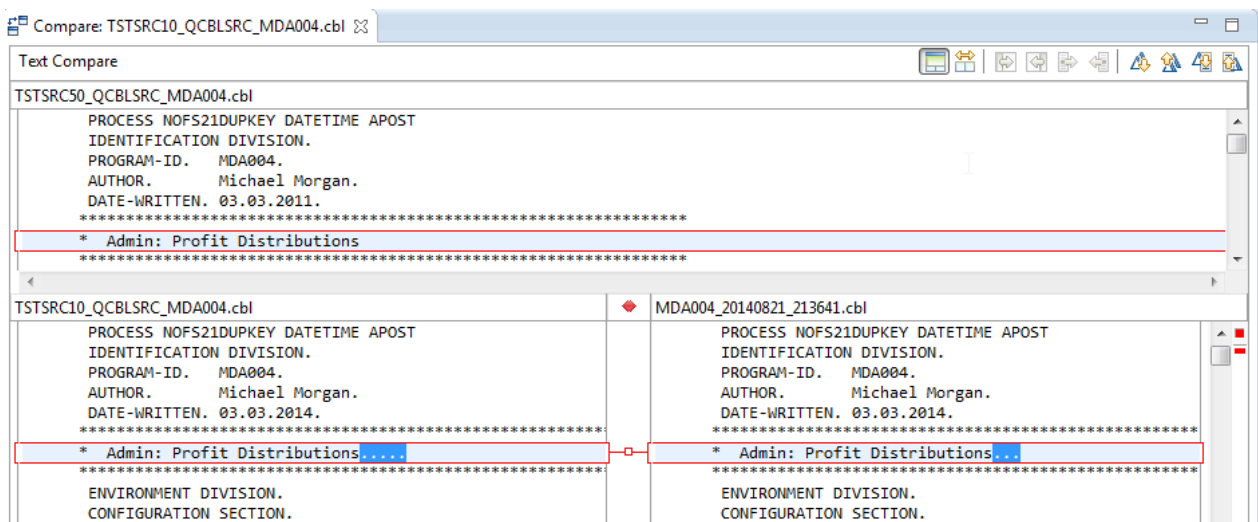 Compare: TSTSRC10_QCBLSRC_MDA004.cbl
Text Compare
TSTSRC50_QCBLSRC_MDA004.cbl
PROCESS NOFS21DUPKEY DATETIME APOST
IDENTIFICATION DIVISION.
PROGRAM-ID. MDA004.
AUTHOR. Michael Morgan.
DATE-WRITTEN. 03.03.2011.
*****************************************************************
* Admin: Profit Distributions
*****************************************************************
TSTSRC10_QCBLSRC_MDA004.cbl
PROCESS NOFS21DUPKEY DATETIME APOST
IDENTIFICATION DIVISION.
PROGRAM-ID. MDA004.
AUTHOR. Michael Morgan.
DATE-WRITTEN. 03.03.2014.
********************************************************
* Admin: Profit Distributions.....
********************************************************
ENVIRONMENT DIVISION.
CONFIGURATION SECTION.
MDA004_20140821_213641.cbl
PROCESS NOFS21DUPKEY DATETIME APOST
IDENTIFICATION DIVISION.
PROGRAM-ID. MDA004.
AUTHOR. Michael Morgan.
DATE-WRITTEN. 03.03.2014.
****************************************************
* Admin: Profit Distributions...
****************************************************
ENVIRONMENT DIVISION.
CONFIGURATION SECTION.